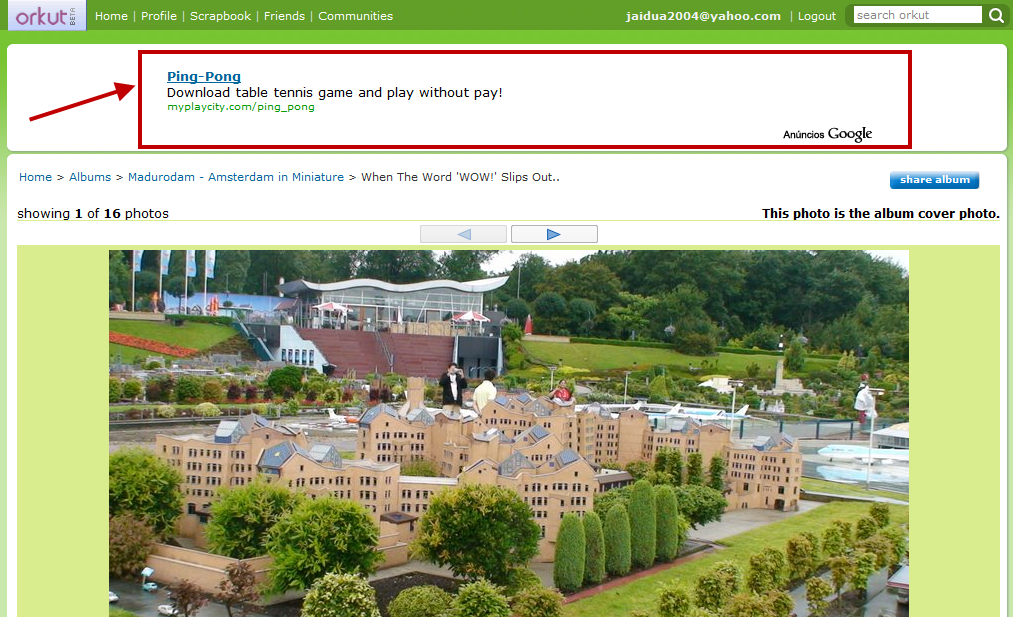 orkut BETA Home | Profile | Scrapbook | Friends | Communities jaidua2004@yahoo.com | Logout search orkut
Ping-Pong
Download table tennis game and play without pay!
myplaycity.com/ping_pong
Anúncios Google
Home > Albums > Madurodam - Amsterdam in Miniature > When The Word 'WOW!' Slips Out.. share album
showing 1 of 16 photos This photo is the album cover photo.